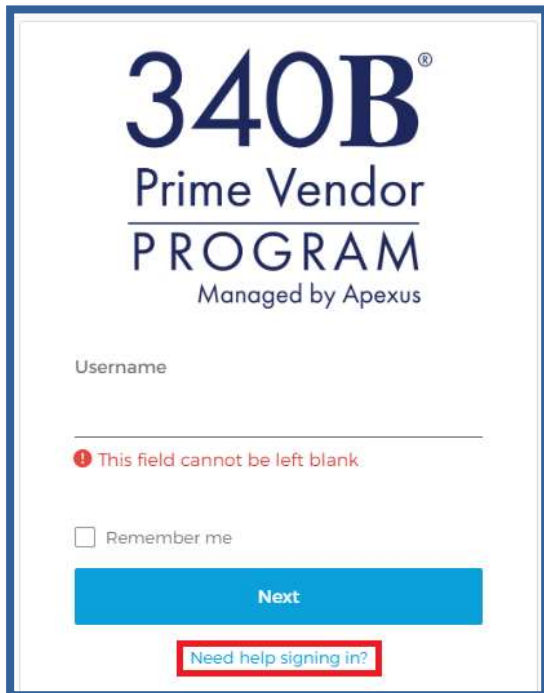 340B®
Prime Vendor
PROGRAM
Managed by Apexus
Username
This field cannot be left blank
Remember me
Next
Need help signing in?